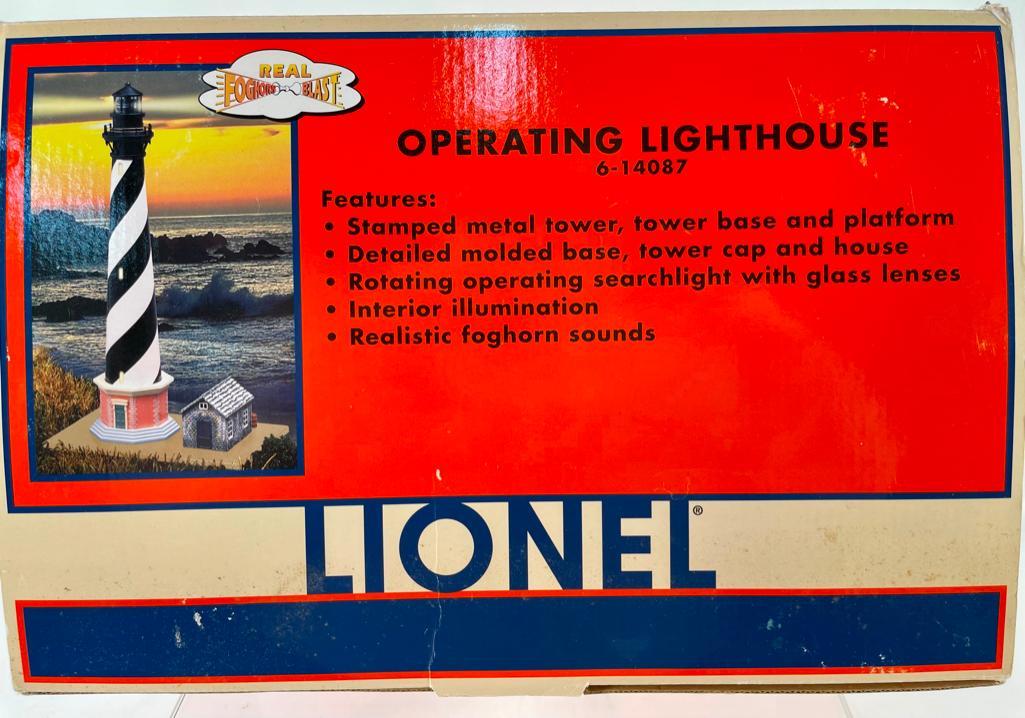 REAL
FOGHORN BLAST
OPERATING LIGHTHOUSE
6-14087
Features:
• Stamped metal tower, tower base and platform
• Detailed molded base, tower cap and house
• Rotating operating searchlight with glass lenses
• Interior illumination
• Realistic foghorn sounds
LIONEL®